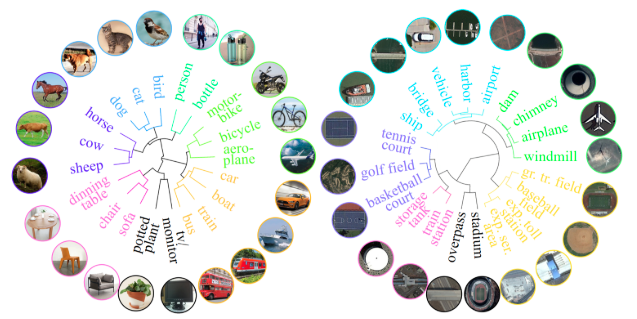 person
bottle
motor-
bike
bicycle
aero-
plane
car
boat
train
bus
tv/
monitor
potted
plant
sofa
chair
dinning
table
sheep
cow
horse
dog
cat
bird
airport
dam
chimney
airplane
windmill
gr. tr. field
baseball
field
exp. toll
station
exp. ser.
area
stadium
overpass
train
station
storage
tank
basketball
court
golf field
tennis
court
ship
bridge
vehicle
harbor